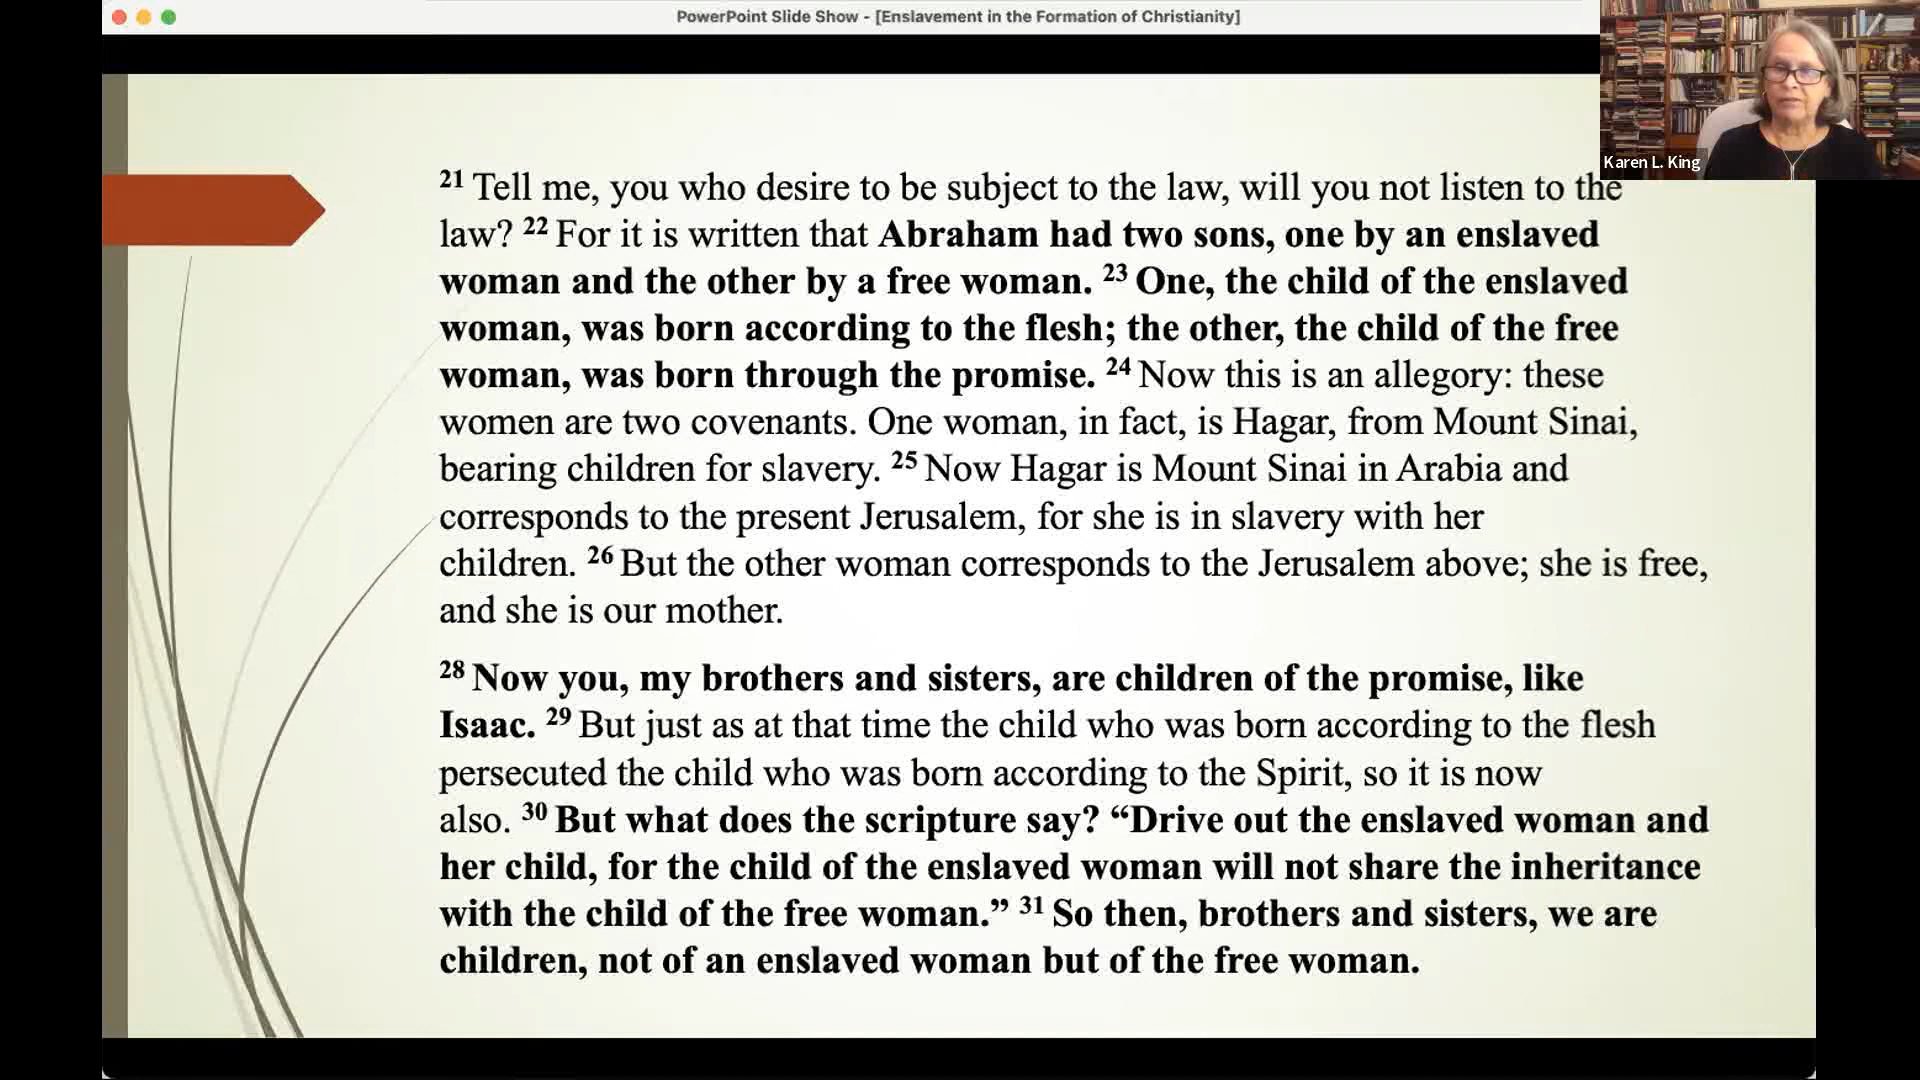 PowerPoint Slide Show - [Enslavement in the Formation of Christianity]
Karen L. King
21 Tell me, you who desire to be subject to the law, will you not listen to the
law? 22 For it is written that Abraham had two sons, one by an enslaved
woman and the other by a free woman. 23 One, the child of the enslaved
woman, was born according to the flesh; the other, the child of the free
woman, was born through the promise. 24 Now this is an allegory: these
women are two covenants. One woman, in fact, is Hagar, from Mount Sinai,
bearing children for slavery. 25 Now Hagar is Mount Sinai in Arabia and
corresponds to the present Jerusalem, for she is in slavery with her
children. 26 But the other woman corresponds to the Jerusalem above; she is free,
and she is our mother.
28 Now you, my brothers and sisters, are children of the promise, like
Isaac. 29 But just as at that time the child who was born according to the flesh
persecuted the child who was born according to the Spirit, so it is now
also. 30 But what does the scripture say? “Drive out the enslaved woman and
her child, for the child of the enslaved woman will not share the inheritance
with the child of the free woman.” 31 So then, brothers and sisters, we are
children, not of an enslaved woman but of the free woman.